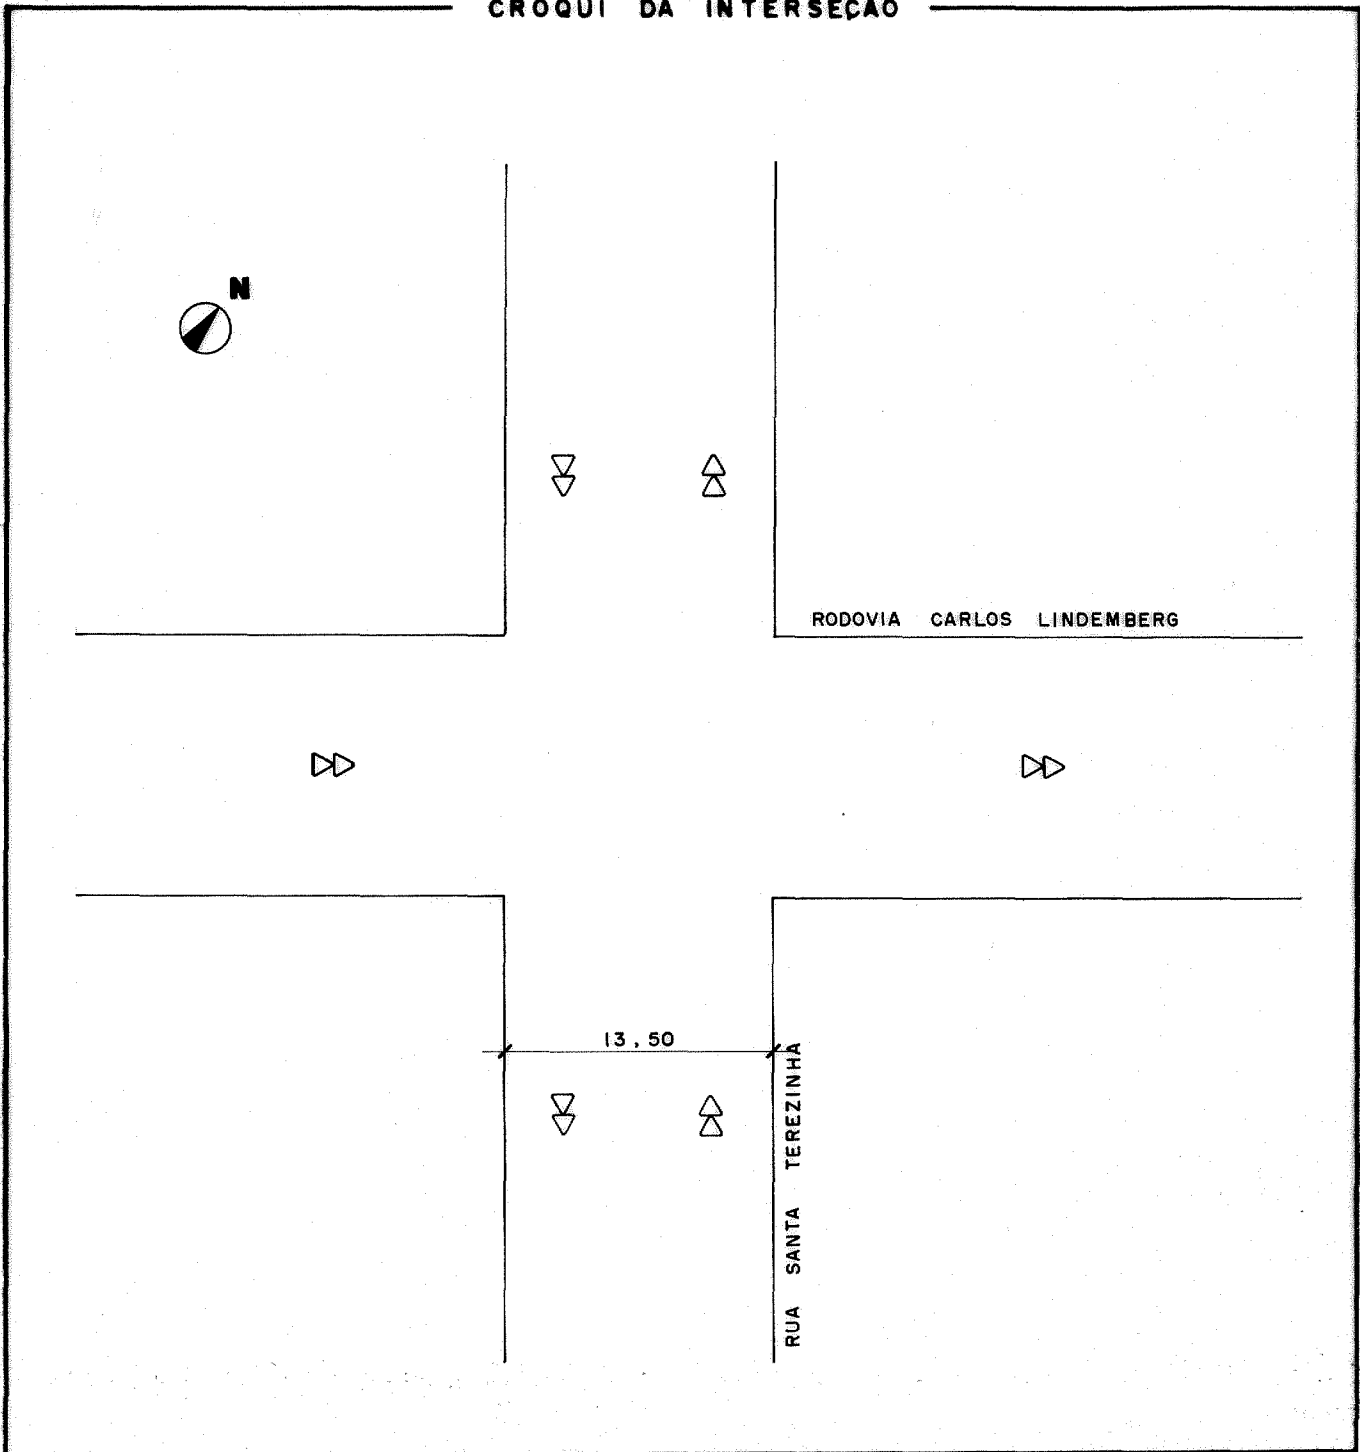 CROQUI DA INTERSEÇÃO
N
RODOVIA CARLOS LINDEMBERG
13,50
RUA SANTA TEREZINHA